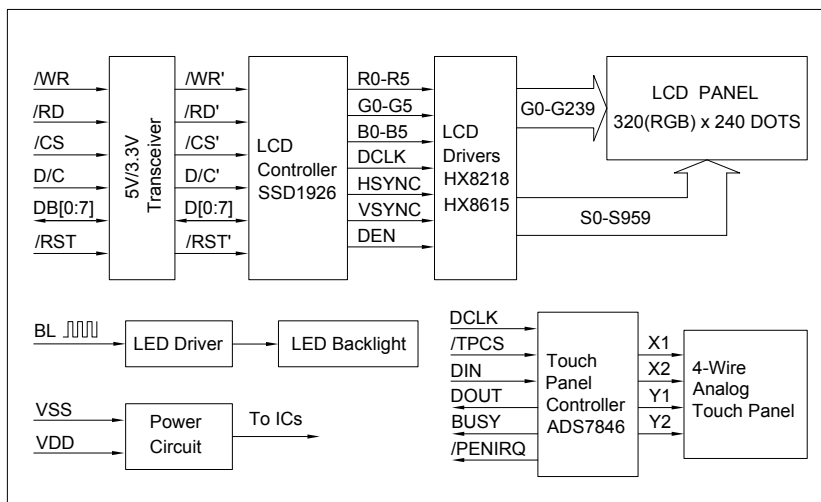 /WR
/RD
/CS
D/C
DB[0:7]
/RST
5V/3.3V
Transceiver
/WR'
/RD'
/CS'
D/C'
D[0:7]
/RST'
LCD
Controller
SSD1926
R0-R5
G0-G5
B0-B5
DCLK
HSYNC
VSYNC
DEN
LCD
Drivers
HX8218
HX8615
G0-G239
S0-S959
LCD PANEL
320(RGB) x 240 DOTS
BL
LED Driver
LED Backlight
VSS
VDD
Power
Circuit
To ICs
DCLK
/TPCS
DIN
DOUT
BUSY
/PENIRQ
Touch
Panel
Controller
ADS7846
X1
X2
Y1
Y2
4-Wire
Analog
Touch Panel